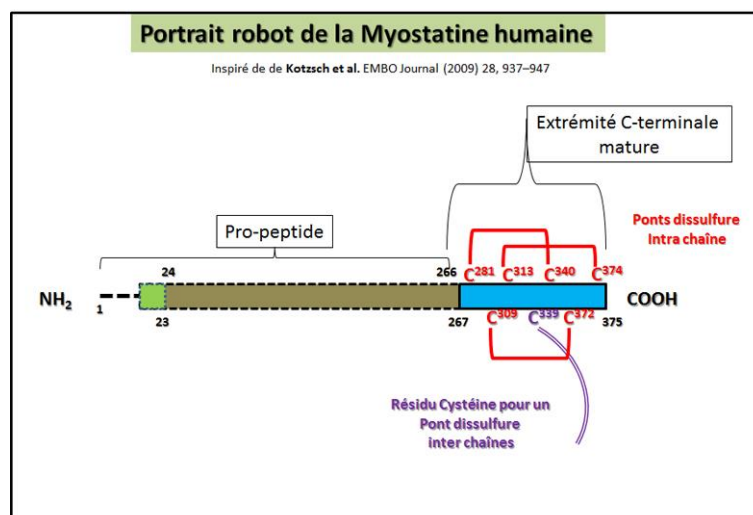 Portrait robot de la Myostatine humaine
Inspiré de de Kotzsch et al. EMBO Journal (2009) 28, 937–947
Extrémité C-terminale
mature
Pro-peptide
Ponts dissulfure
Intra chaîne
24
266
C281
C313
C340
C374
NH2
COOH
1
23
267
C309
C339
C372
375
Résidu Cystéine pour un
Pont dissulfure
inter chaînes